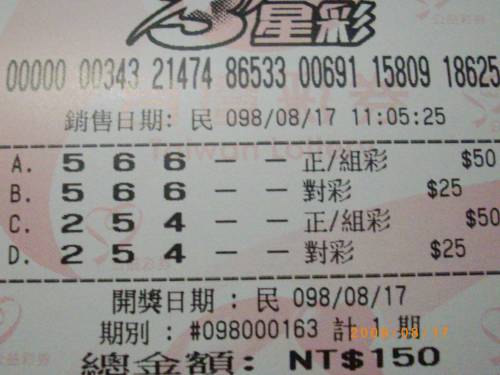 3星彩
00000 00343 21474 86533 00691 15809 18625
銷售日期: 民 098/08/17 11:05:25
A. 5 6 6 － － 正/組彩 $50
B. 5 6 6 － － 對彩 $25
C. 2 5 4 － － 正/組彩 $50
D. 2 5 4 － － 對彩 $25
開獎日期 : 民 098/08/17
期別 : #098000163 計 1 期
2009/08/17
總金額: NT$150